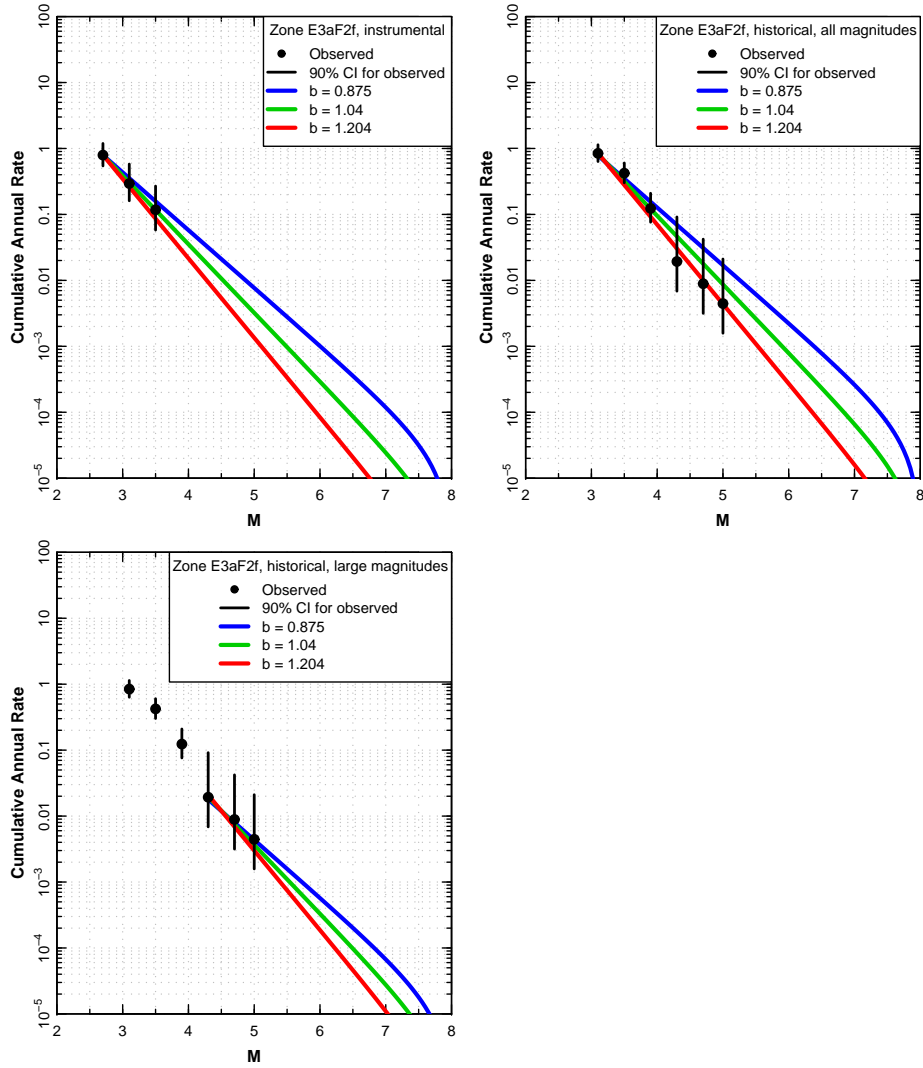 Zone E3aF2f, instrumental
Observed
90% CI for observed
b = 0.875
b = 1.04
b = 1.204
Cumulative Annual Rate
100
10
1
0.1
0.01
10⁻³
10⁻⁴
10⁻⁵
2 3 4 5 6 7 8
M
Zone E3aF2f, historical, all magnitudes
Observed
90% CI for observed
b = 0.875
b = 1.04
b = 1.204
Cumulative Annual Rate
100
10
1
0.1
0.01
10⁻³
10⁻⁴
10⁻⁵
2 3 4 5 6 7 8
M
Zone E3aF2f, historical, large magnitudes
Observed
90% CI for observed
b = 0.875
b = 1.04
b = 1.204
Cumulative Annual Rate
100
10
1
0.1
0.01
10⁻³
10⁻⁴
10⁻⁵
2 3 4 5 6 7 8
M